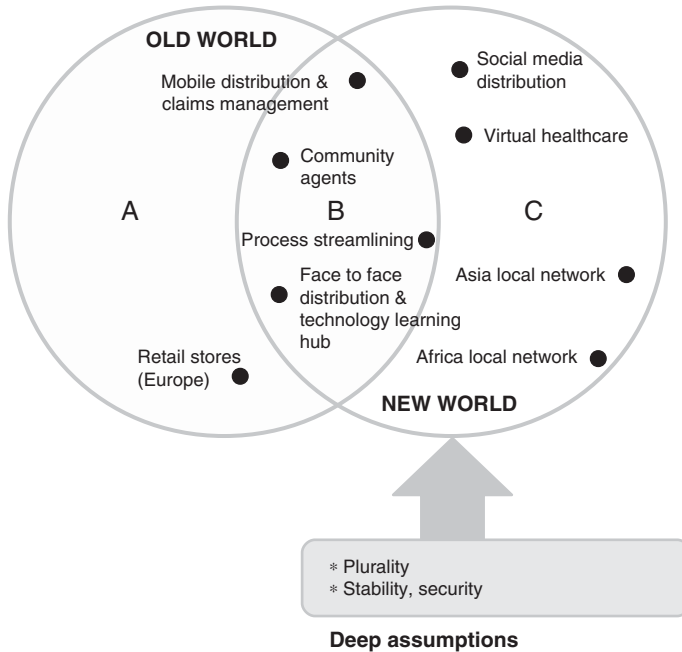 OLD WORLD
Mobile distribution &
claims management
Community
agents
A
B
Process streamlining
Face to face
distribution &
technology learning
hub
Retail stores
(Europe)
Social media
distribution
Virtual healthcare
C
Asia local network
Africa local network
NEW WORLD
* Plurality
* Stability, security
Deep assumptions